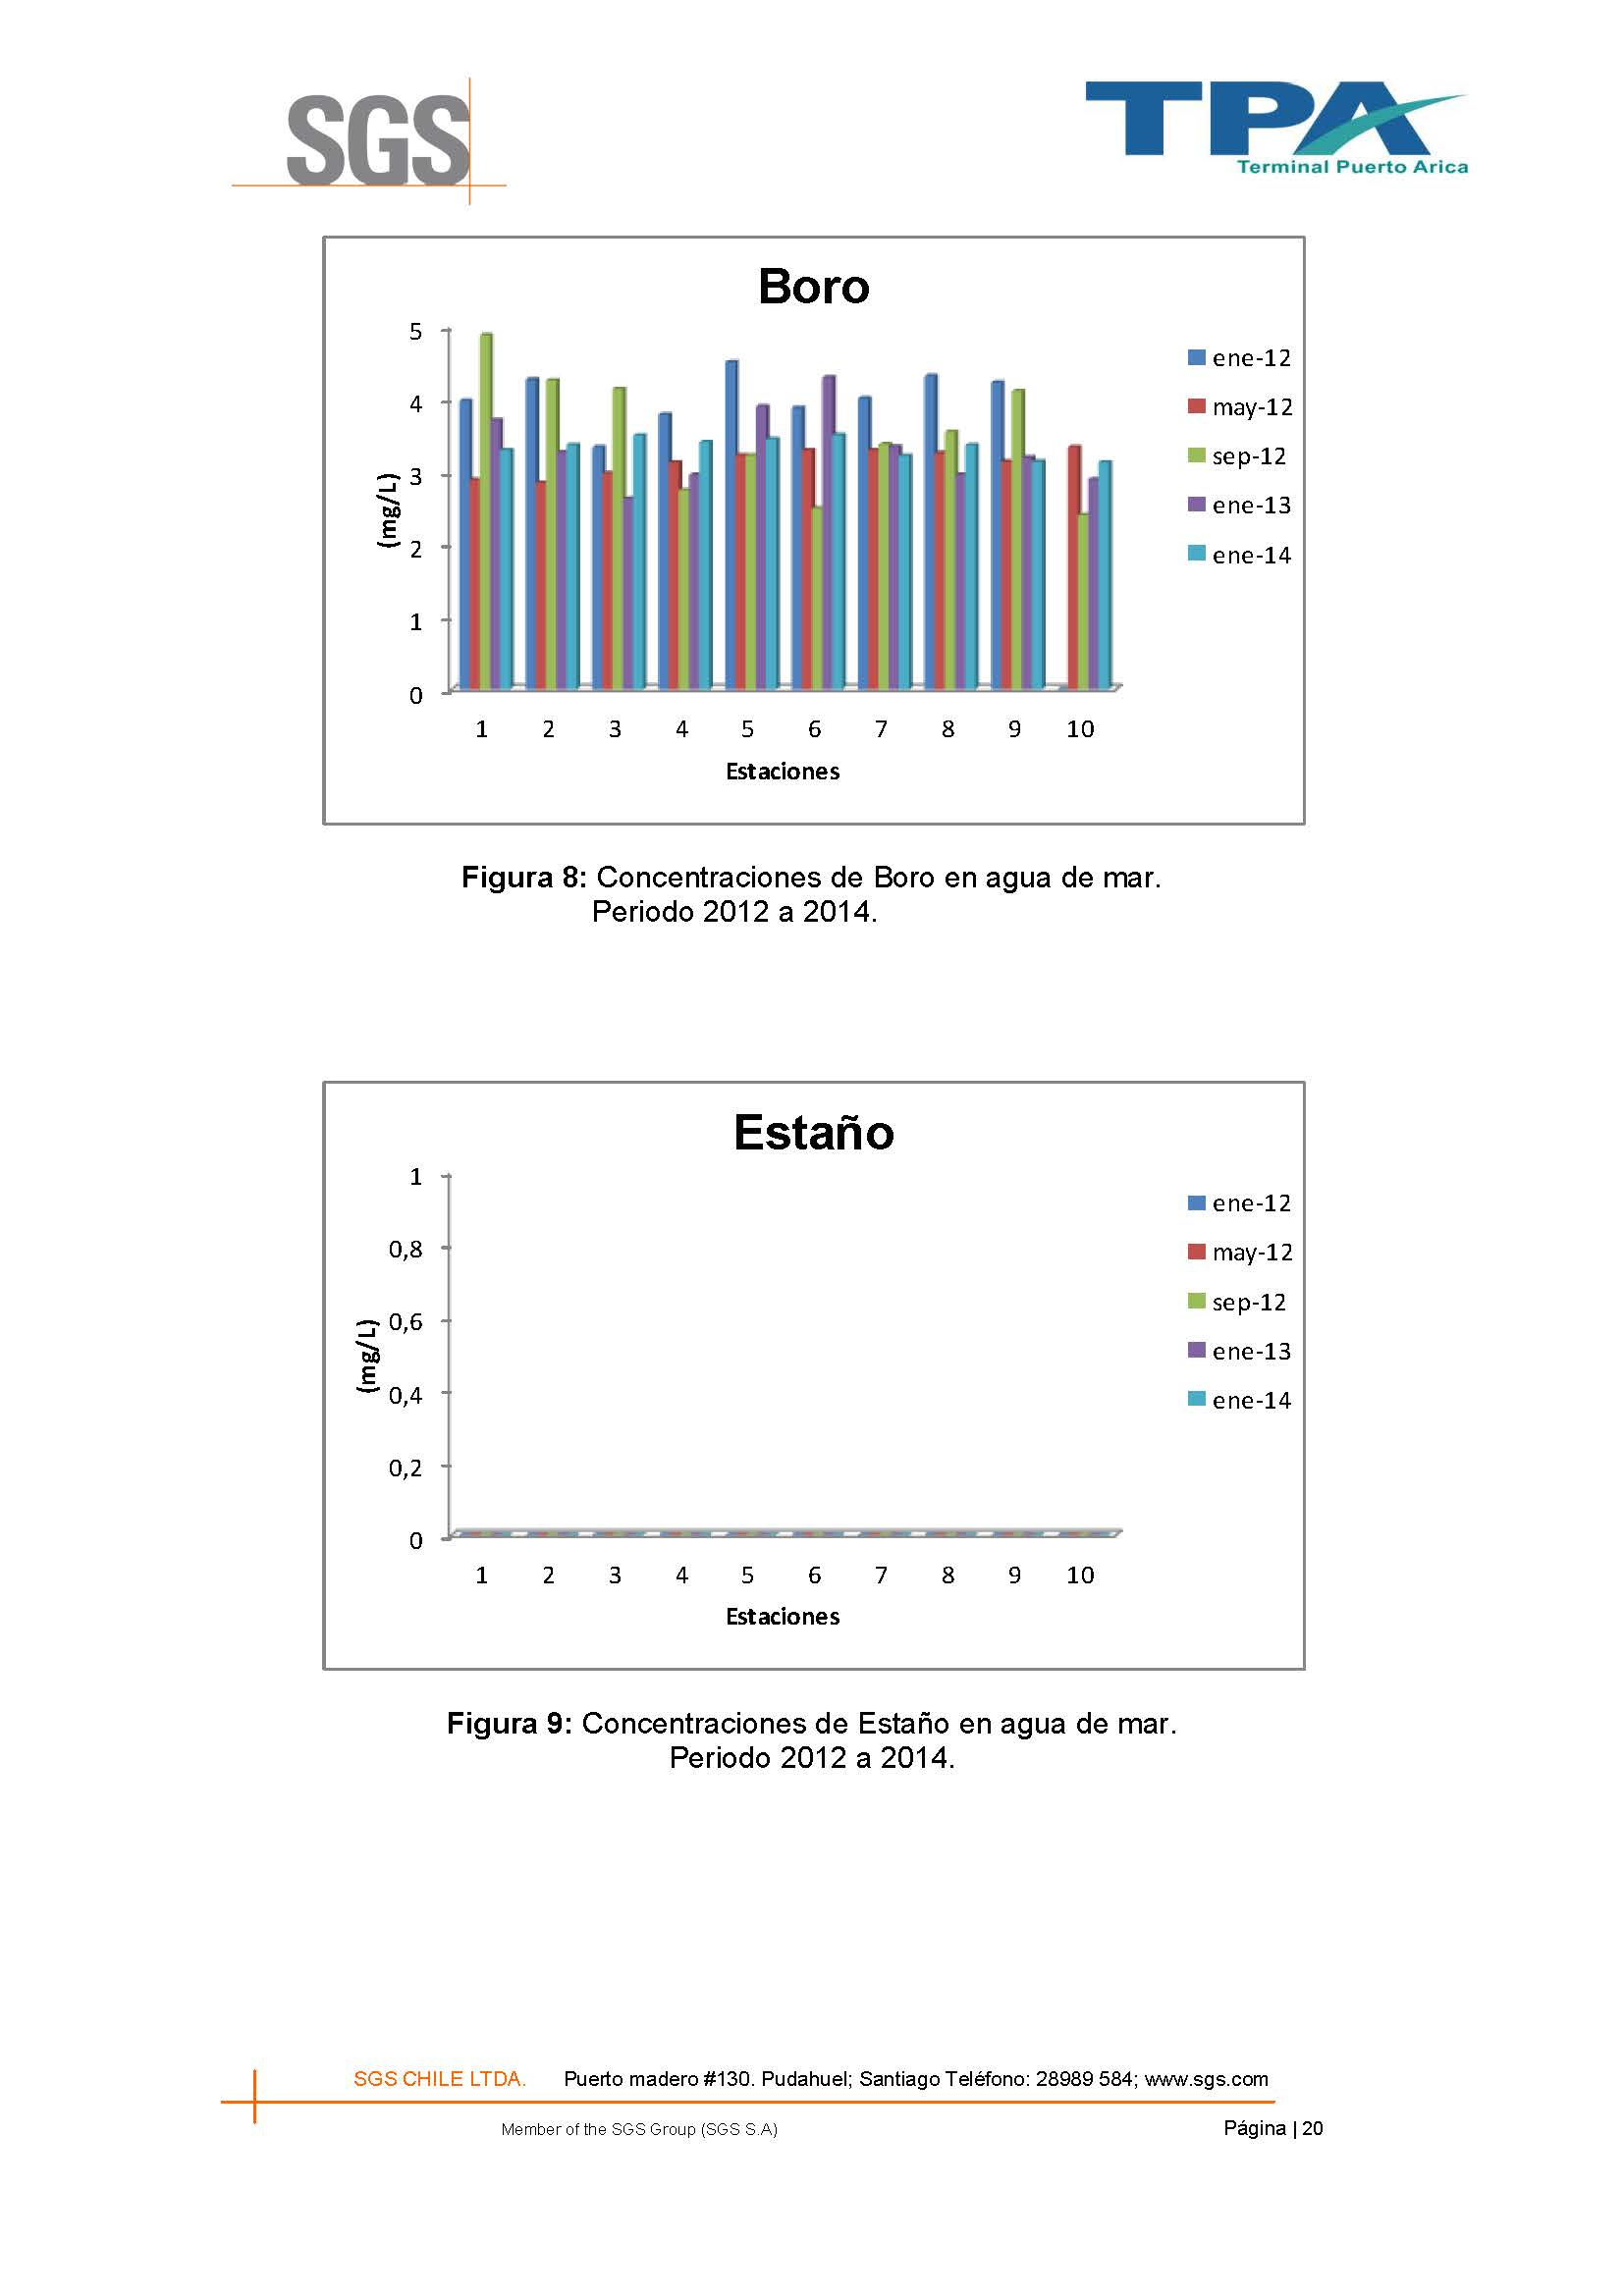 SGS
TPA
Terminal Puerto Arica
Boro
5
4
3
2
1
0
(mg/L)
1 2 3 4 5 6 7 8 9 10
Estaciones
ene-12
may-12
sep-12
ene-13
ene-14
Figura 8: Concentraciones de Boro en agua de mar.
Periodo 2012 a 2014.
Estaño
1
0,8
0,6
0,4
0,2
0
(mg/L)
1 2 3 4 5 6 7 8 9 10
Estaciones
ene-12
may-12
sep-12
ene-13
ene-14
Figura 9: Concentraciones de Estaño en agua de mar.
Periodo 2012 a 2014.
SGS CHILE LTDA. Puerto madero #130. Pudahuel; Santiago Teléfono: 28989 584; www.sgs.com
Member of the SGS Group (SGS S.A) Página | 20